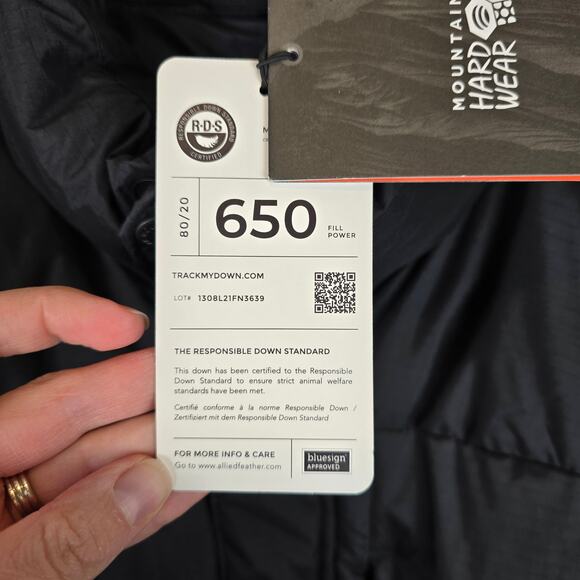 MOUNTAIN
HARD
WEAR
RESPONSIBLE DOWN STANDARD
R·D·S
CERTIFIED
80/20
650
FILL
POWER
TRACKMYDOWN.COM
LOT# 1308L21FN3639
THE RESPONSIBLE DOWN STANDARD
This down has been certified to the Responsible
Down Standard to ensure strict animal welfare
standards have been met.
Certifié conforme à la norme Responsible Down /
Zertifiziert mit dem Responsible Down Standard
FOR MORE INFO & CARE
Go to www.alliedfeather.com
bluesign
APPROVED